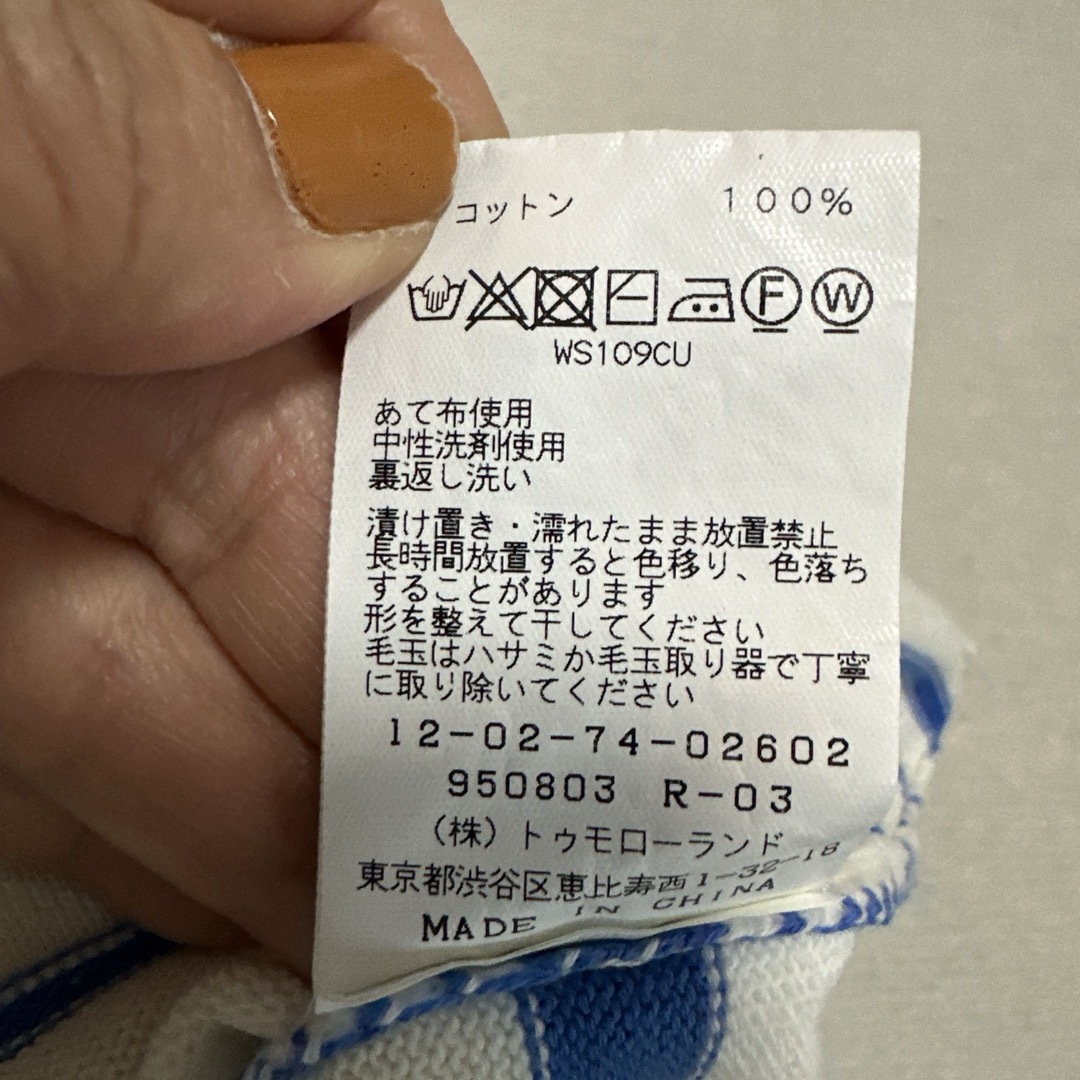 コットン 100%
F W
WS109CU
あて布使用
中性洗剤使用
裏返し洗い
漬け置き・濡れたまま放置禁止
長時間放置すると色移り、色落ち
することがあります
形を整えて干してください
毛玉はハサミか毛玉取り器で丁寧
に取り除いてください
12-02-74-02602
950803 R-03
(株)トゥモローランド
東京都渋谷区恵比寿西1-32-18
MADE IN CHINA